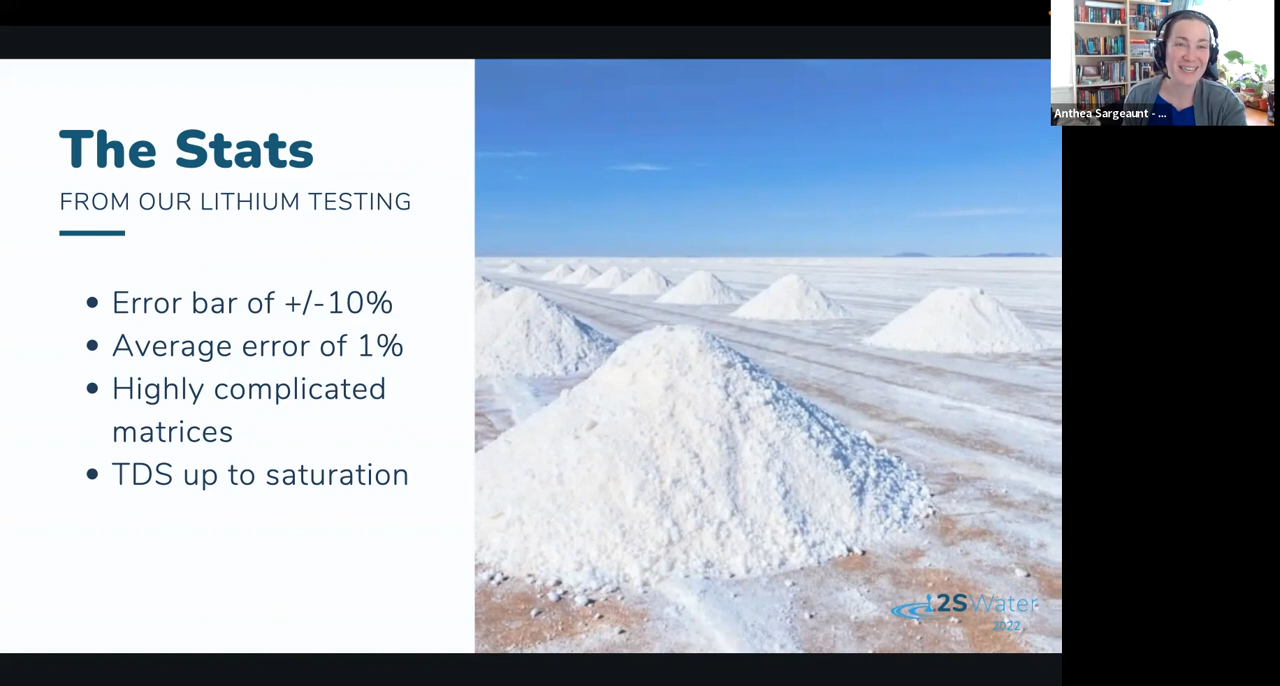 The Stats
FROM OUR LITHIUM TESTING
Error bar of +/-10%
Average error of 1%
Highly complicated
matrices
TDS up to saturation
Anthea Sargeaunt - ...
2SWater
2022